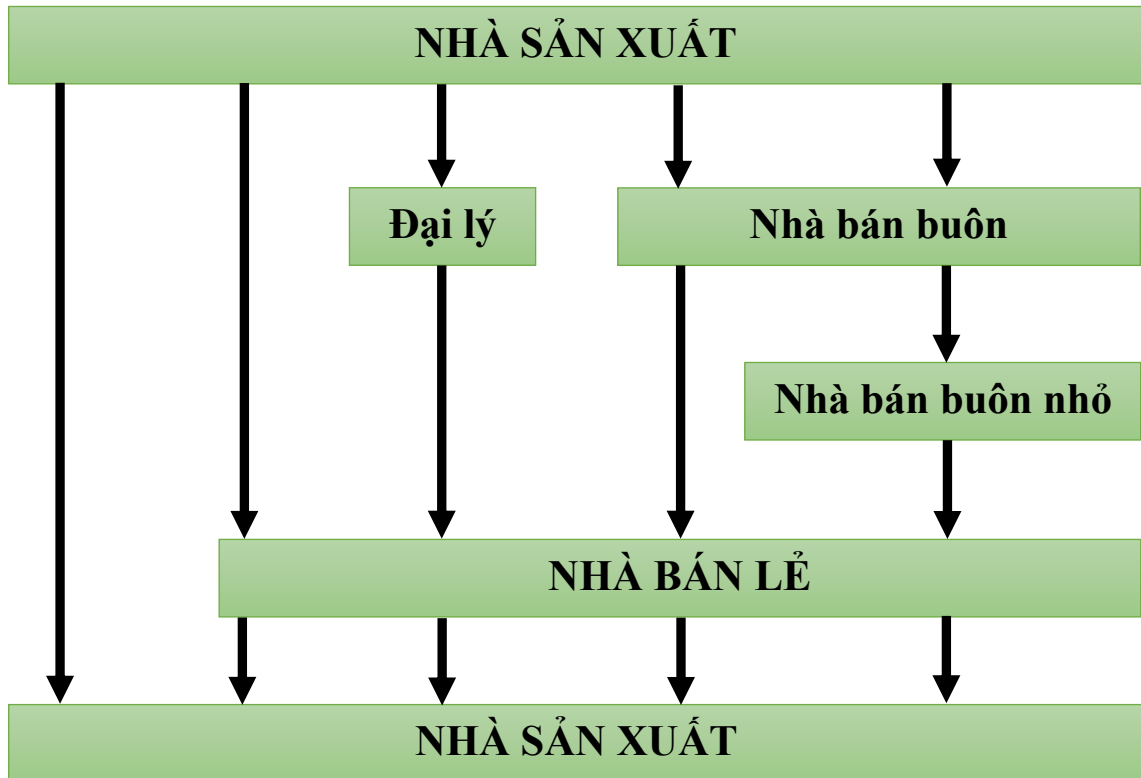 NHÀ SẢN XUẤT
Đại lý
Nhà bán buôn
Nhà bán buôn nhỏ
NHÀ BÁN LẺ
NHÀ SẢN XUẤT